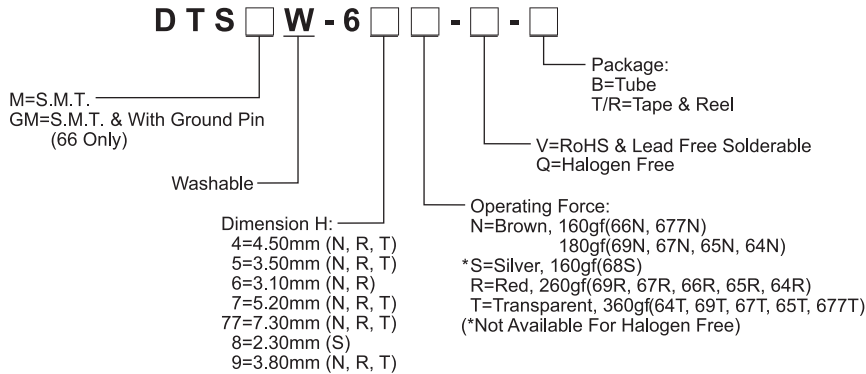 DTS□W-6□□-□-□
Package:
B=Tube
T/R=Tape & Reel
M=S.M.T.
GM=S.M.T. & With Ground Pin
(66 Only)
V=RoHS & Lead Free Solderable
Q=Halogen Free
Washable
Dimension H:
4=4.50mm (N, R, T)
5=3.50mm (N, R, T)
6=3.10mm (N, R)
7=5.20mm (N, R, T)
77=7.30mm (N, R, T)
8=2.30mm (S)
9=3.80mm (N, R, T)
Operating Force:
N=Brown, 160gf(66N, 677N)
180gf(69N, 67N, 65N, 64N)
*S=Silver, 160gf(68S)
R=Red, 260gf(69R, 67R, 66R, 65R, 64R)
T=Transparent, 360gf(64T, 69T, 67T, 65T, 677T)
(*Not Available For Halogen Free)